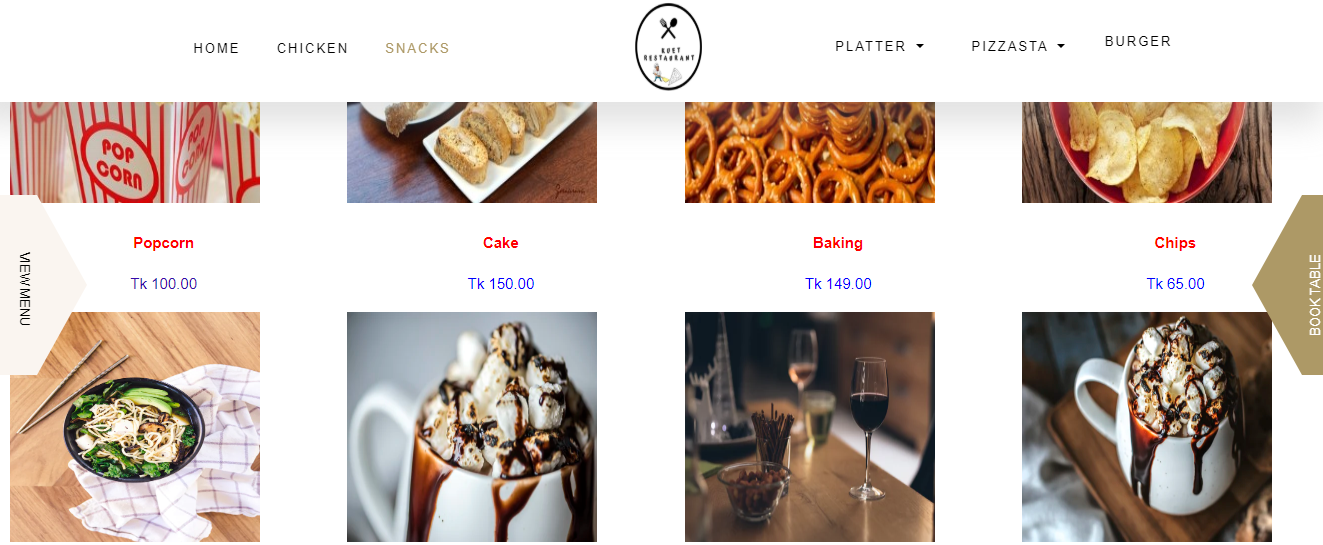 HOME
CHICKEN
SNACKS
KUET
RESTAURANT
PLATTER
PIZZASTA
BURGER
POP
CORN
POP
CORN
Popcorn
Cake
Baking
Chips
Tk 100.00
Tk 150.00
Tk 149.00
Tk 65.00
VIEW MENU
BOOK TABLE